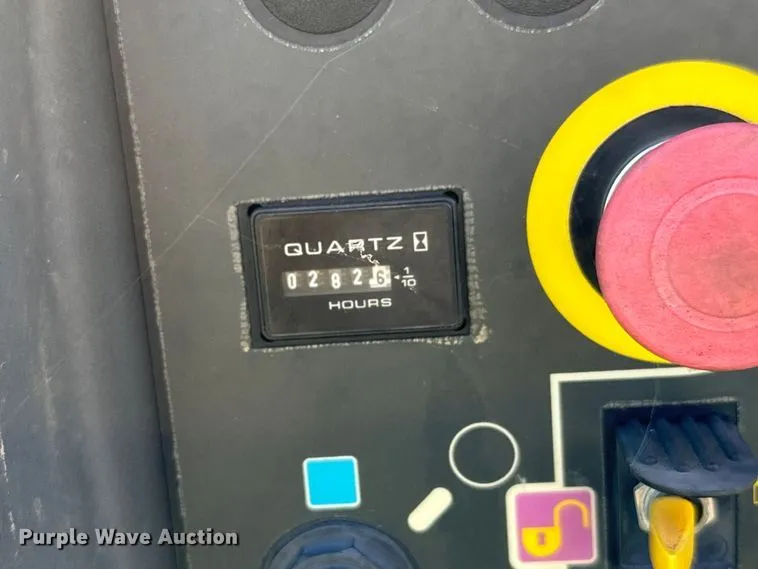 QUARTZ
02826 1/10
HOURS
Purple Wave Auction